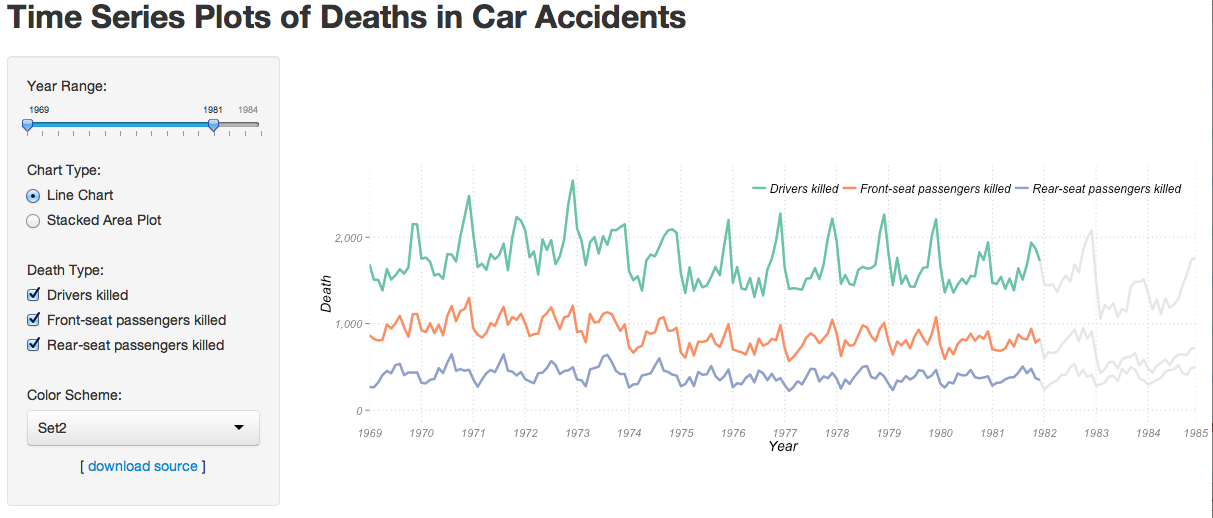 Time Series Plots of Deaths in Car Accidents
Year Range:
1969 1981 1984
Chart Type:
Line Chart
Stacked Area Plot
Death Type:
Drivers killed
Front-seat passengers killed
Rear-seat passengers killed
Color Scheme:
Set2
[ download source ]
Drivers killed Front-seat passengers killed Rear-seat passengers killed
2,000
1,000
0
Death
1969 1970 1971 1972 1973 1974 1975 1976 1977 1978 1979 1980 1981 1982 1983 1984 1985
Year